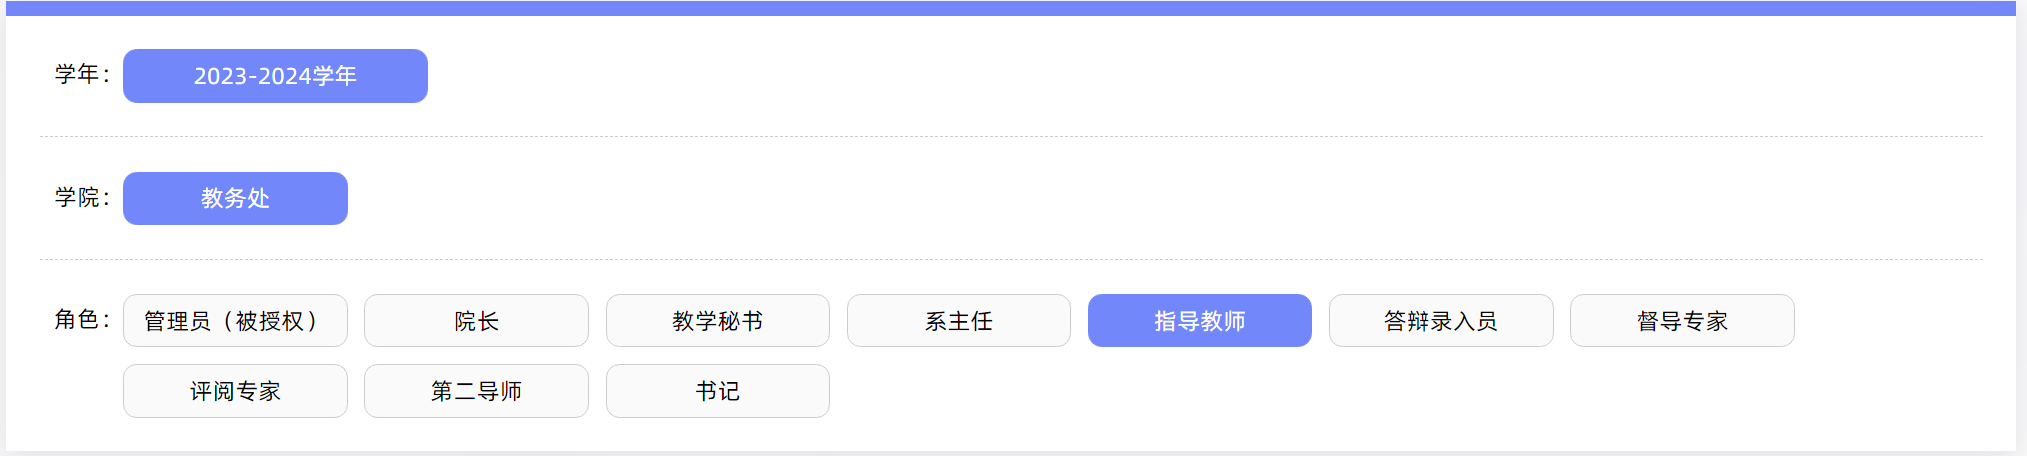 学年： 2023-2024学年
学院： 教务处
角色： 管理员（被授权） 院长 教学秘书 系主任 指导教师 答辩录入员 督导专家
评阅专家 第二导师 书记